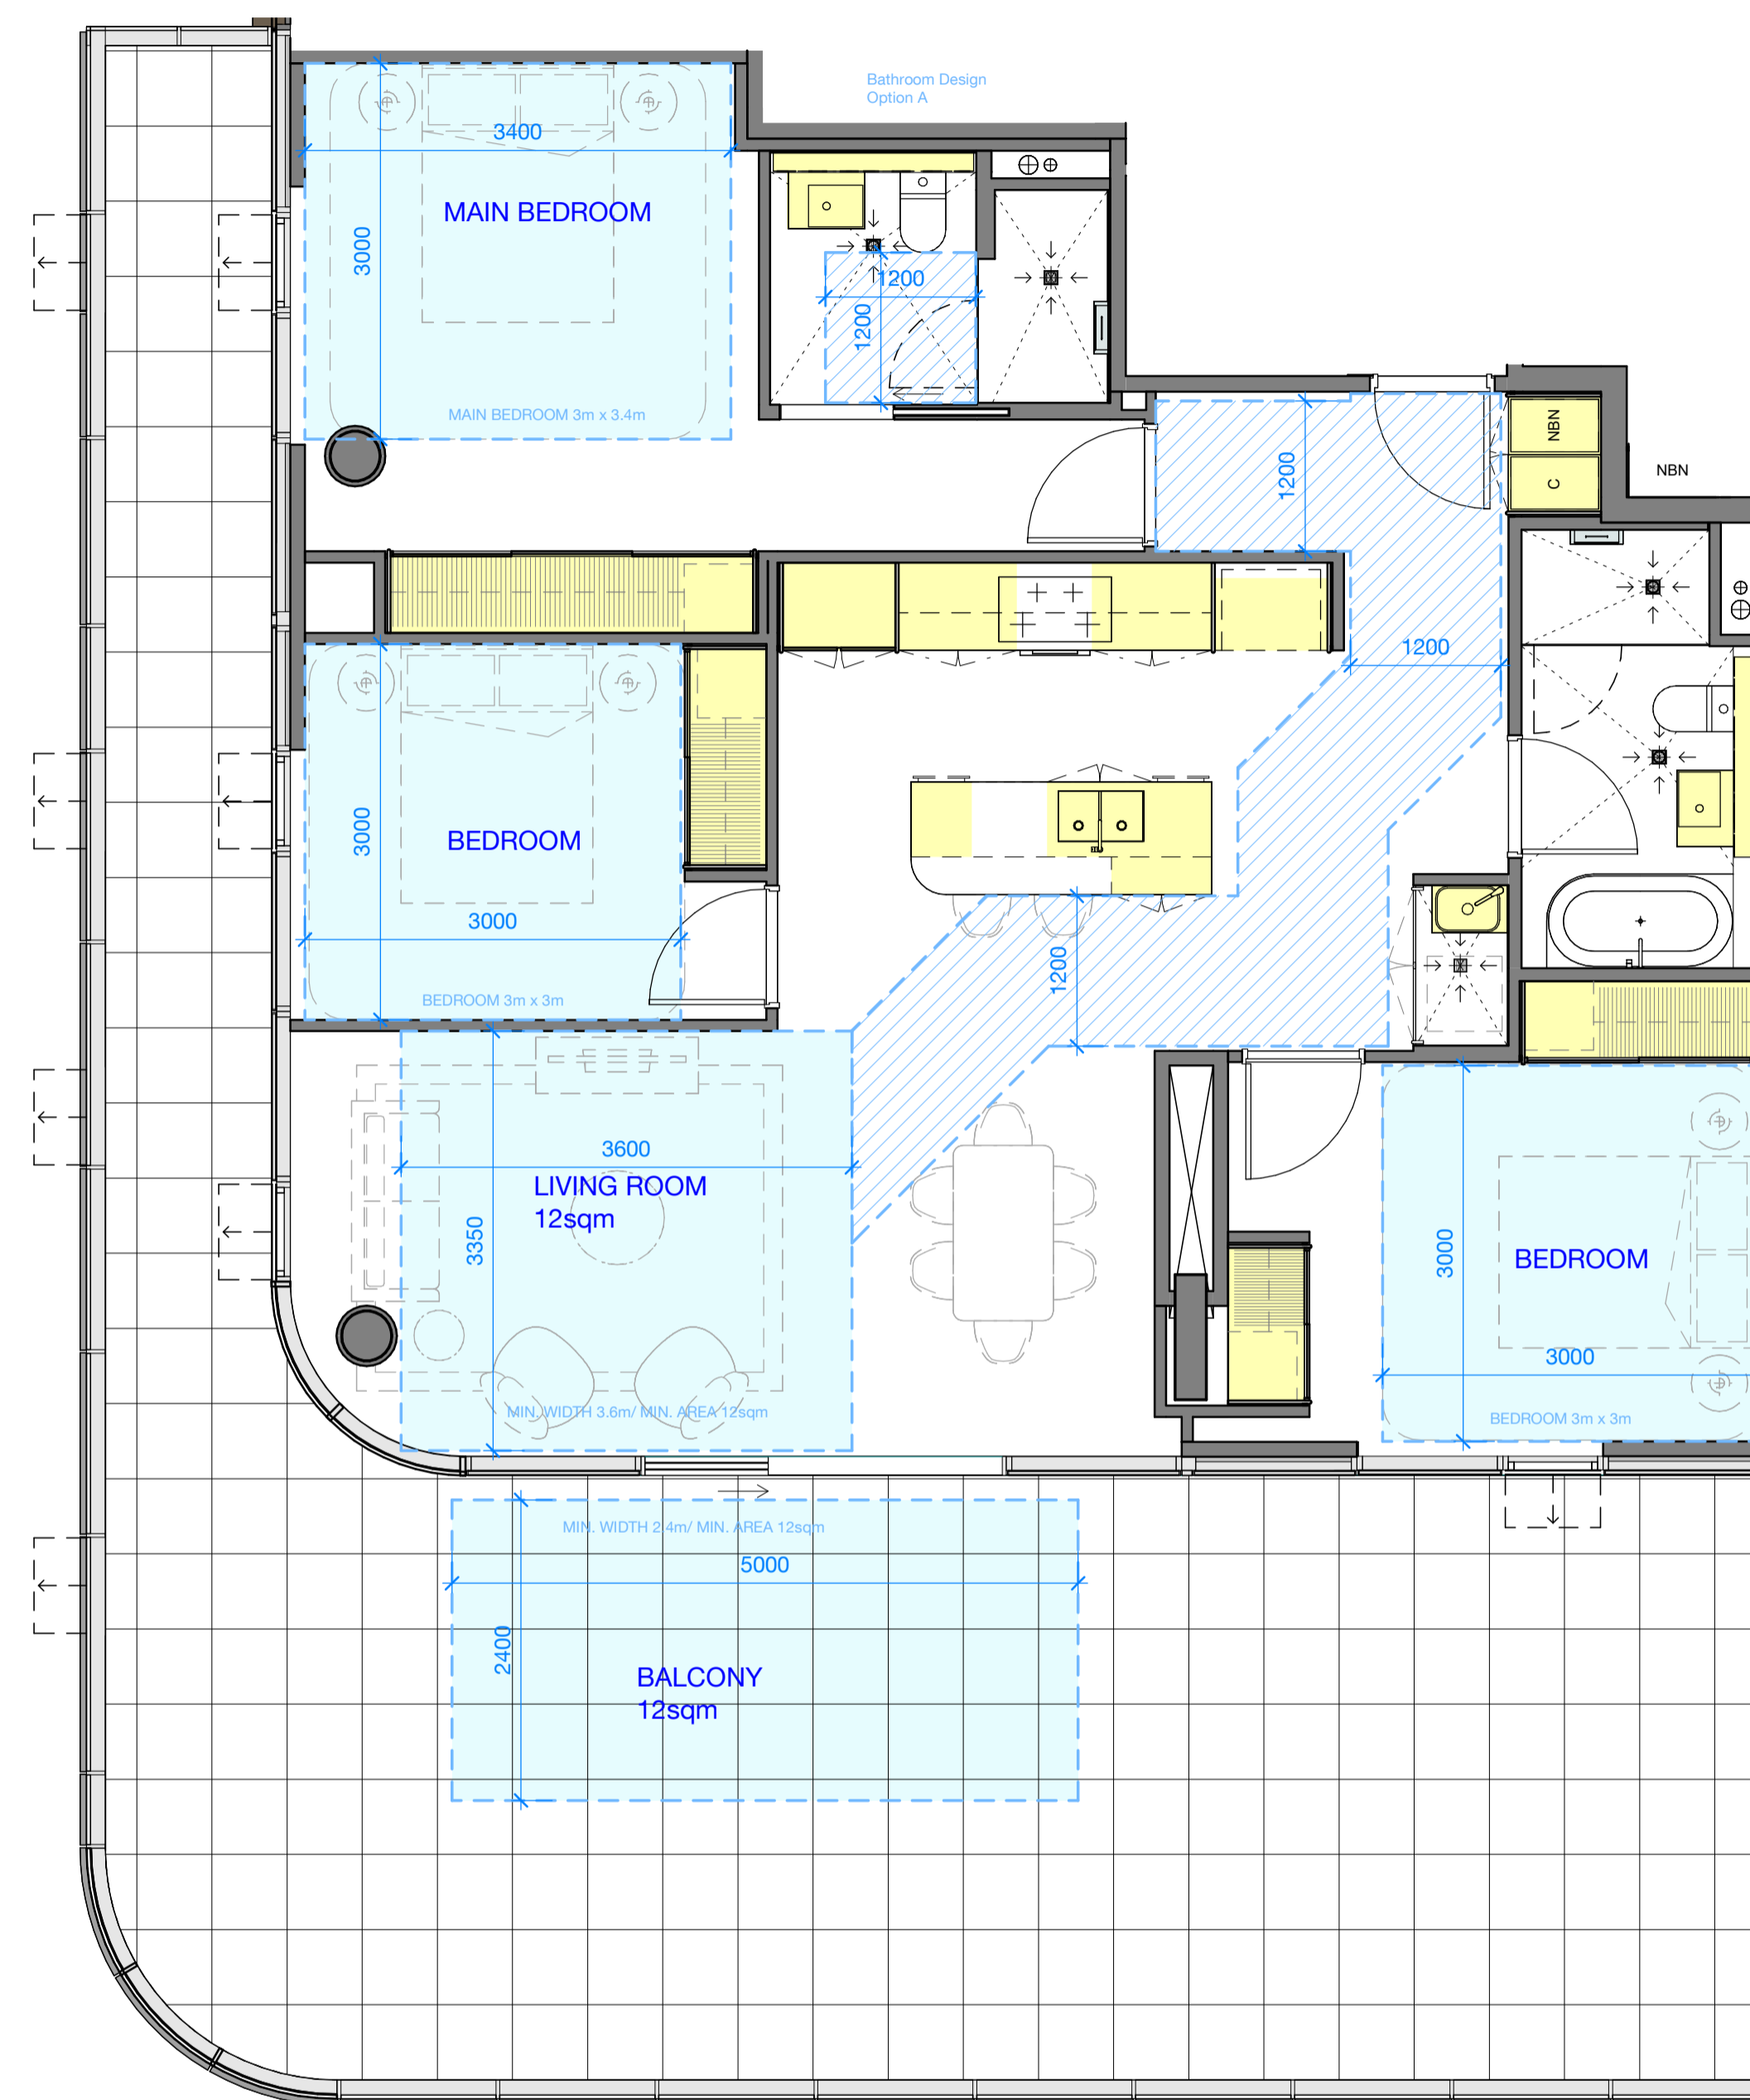 Bathroom Design
Option A
3400
MAIN BEDROOM
3000
1200
1200
MAIN BEDROOM 3m x 3.4m
NBN
C
NBN
1200
1200
BEDROOM
3000
3000
BEDROOM 3m x 3m
1200
3600
LIVING ROOM
12sqm
3350
MIN. WIDTH 3.6m/ MIN. AREA 12sqm
BEDROOM
3000
3000
BEDROOM 3m x 3m
MIN. WIDTH 2.4m/ MIN. AREA 12sqm
5000
2400
BALCONY
12sqm